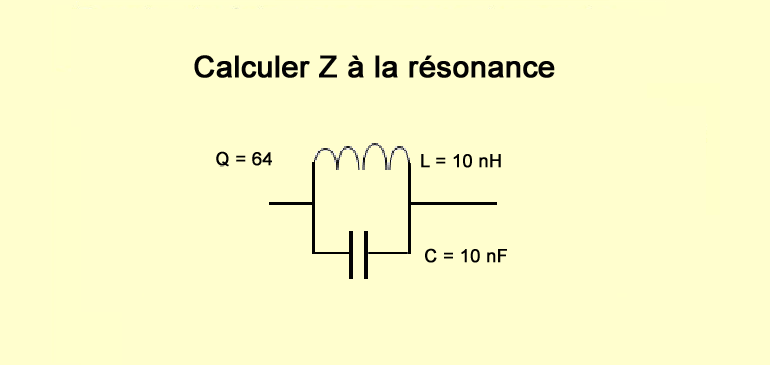 Calculer Z à la résonance
Q = 64
L = 10 nH
C = 10 nF